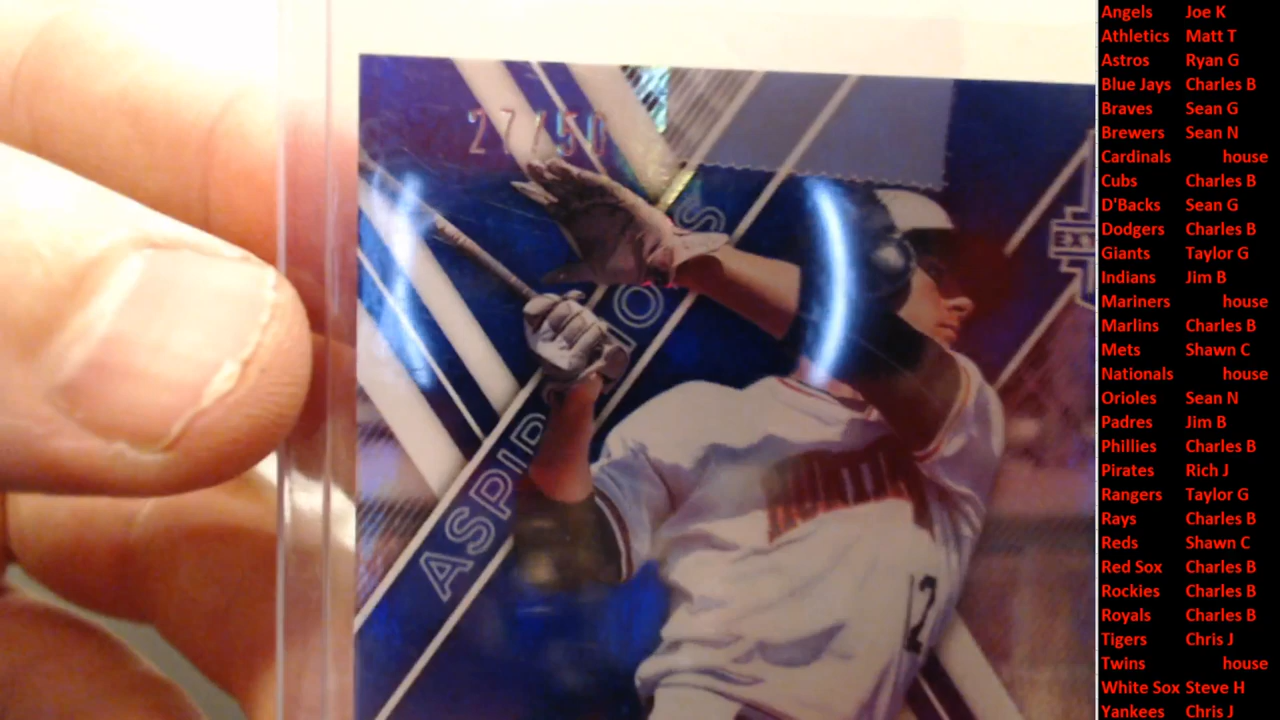 27/50
ASPIRATIONS
EX
HOUSTON
12
Angels Joe K
Athletics Matt T
Astros Ryan G
Blue Jays Charles B
Braves Sean G
Brewers Sean N
Cardinals house
Cubs Charles B
D'Backs Sean G
Dodgers Charles B
Giants Taylor G
Indians Jim B
Mariners house
Marlins Charles B
Mets Shawn C
Nationals house
Orioles Sean N
Padres Jim B
Phillies Charles B
Pirates Rich J
Rangers Taylor G
Rays Charles B
Reds Shawn C
Red Sox Charles B
Rockies Charles B
Royals Charles B
Tigers Chris J
Twins house
White Sox Steve H
Yankees Chris J